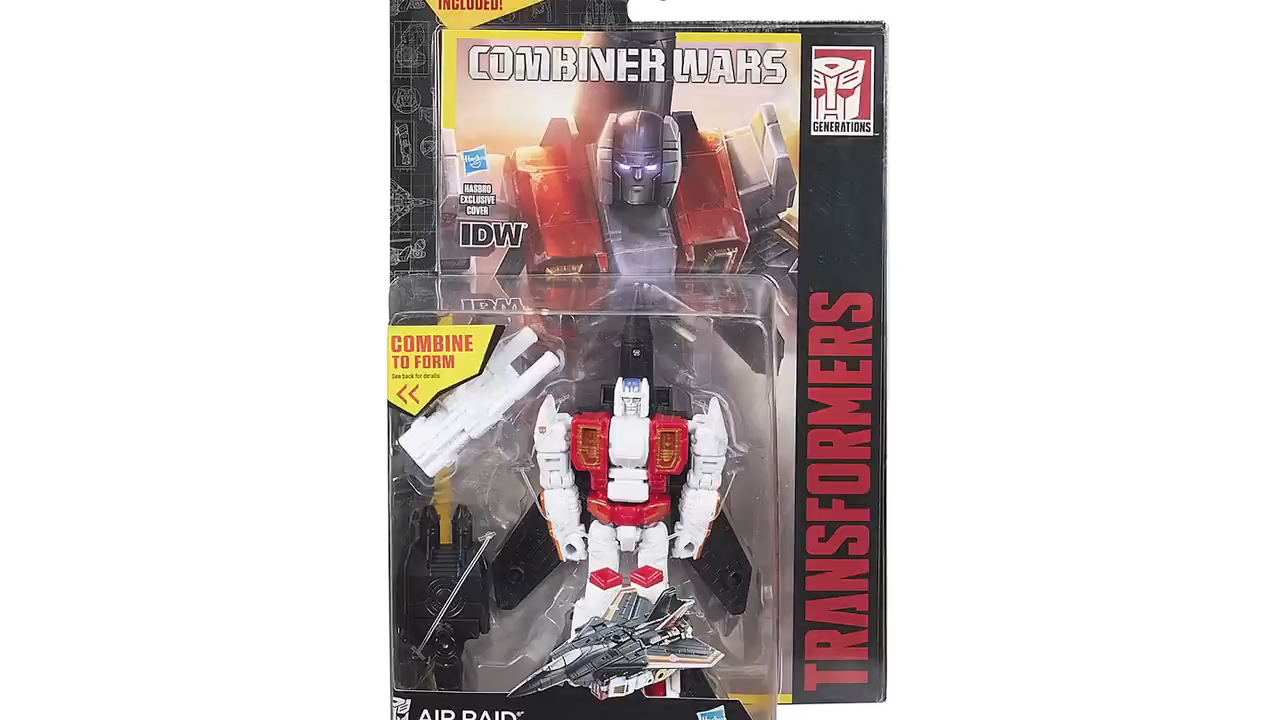 INCLUDED!
COMBINER WARS
GENERATIONS
Hasbro
HASBRO
EXCLUSIVE
COVER
IDW
COMBINE
TO FORM
See back for details
<<
TRANSFORMERS
AIR RAID
Hasbro